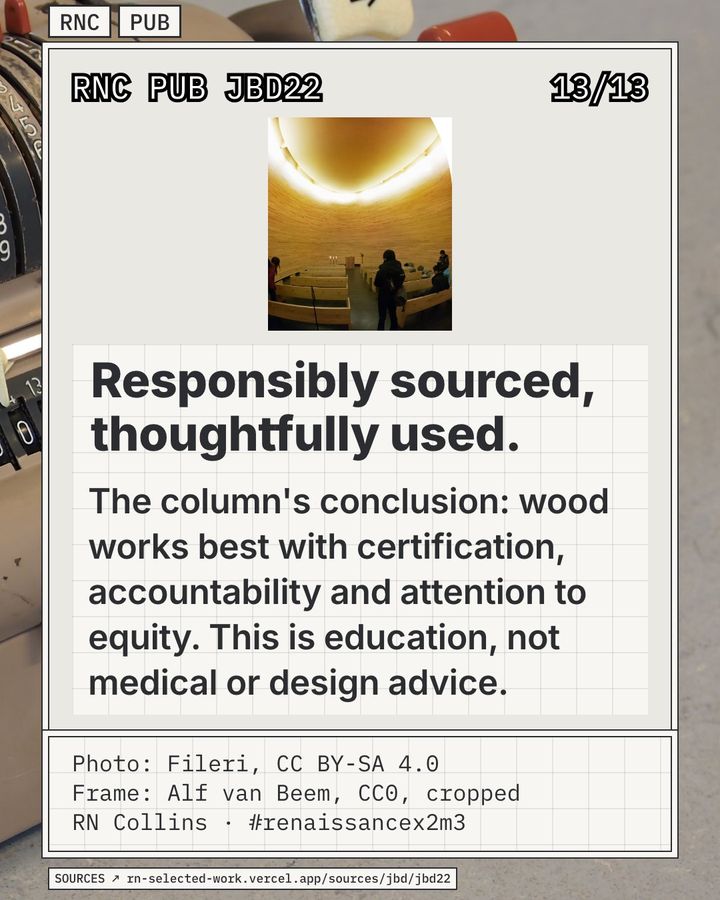 RNC PUB
RNC PUB JBD22 13/13
Responsibly sourced,
thoughtfully used.
The column's conclusion: wood
works best with certification,
accountability and attention to
equity. This is education, not
medical or design advice.
Photo: Fileri, CC BY-SA 4.0
Frame: Alf van Beem, CC0, cropped
RN Collins · #renaissancex2m3
SOURCES ↗ rn-selected-work.vercel.app/sources/jbd/jbd22